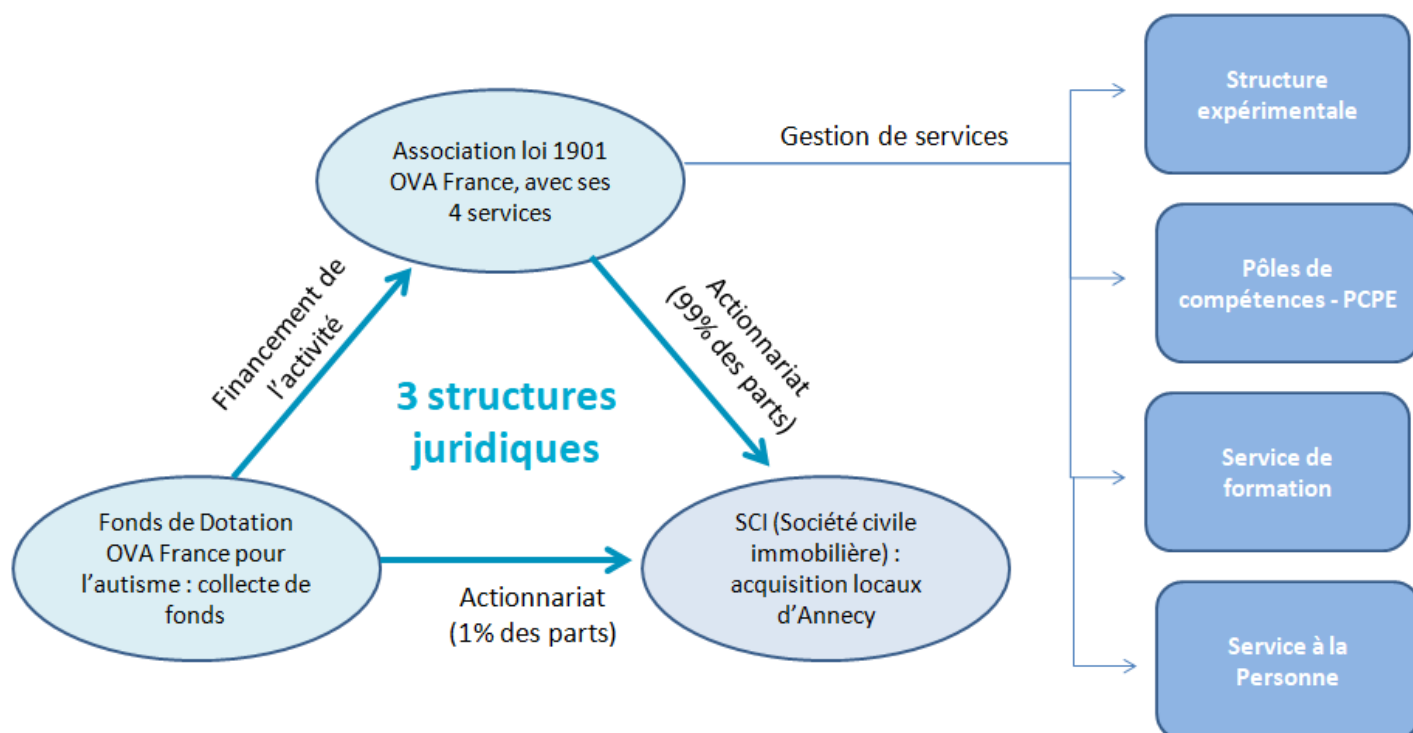 Association loi 1901
OVA France, avec ses
4 services
Gestion de services
Structure
expérimentale
Pôles de
compétences - PCPE
Service de
formation
Service à la
Personne
Financement de
l’activité
Actionnariat
(99% des parts)
3 structures
juridiques
Fonds de Dotation
OVA France pour
l’autisme : collecte de
fonds
Actionnariat
(1% des parts)
SCI (Société civile
immobilière) :
acquisition locaux
d’Annecy